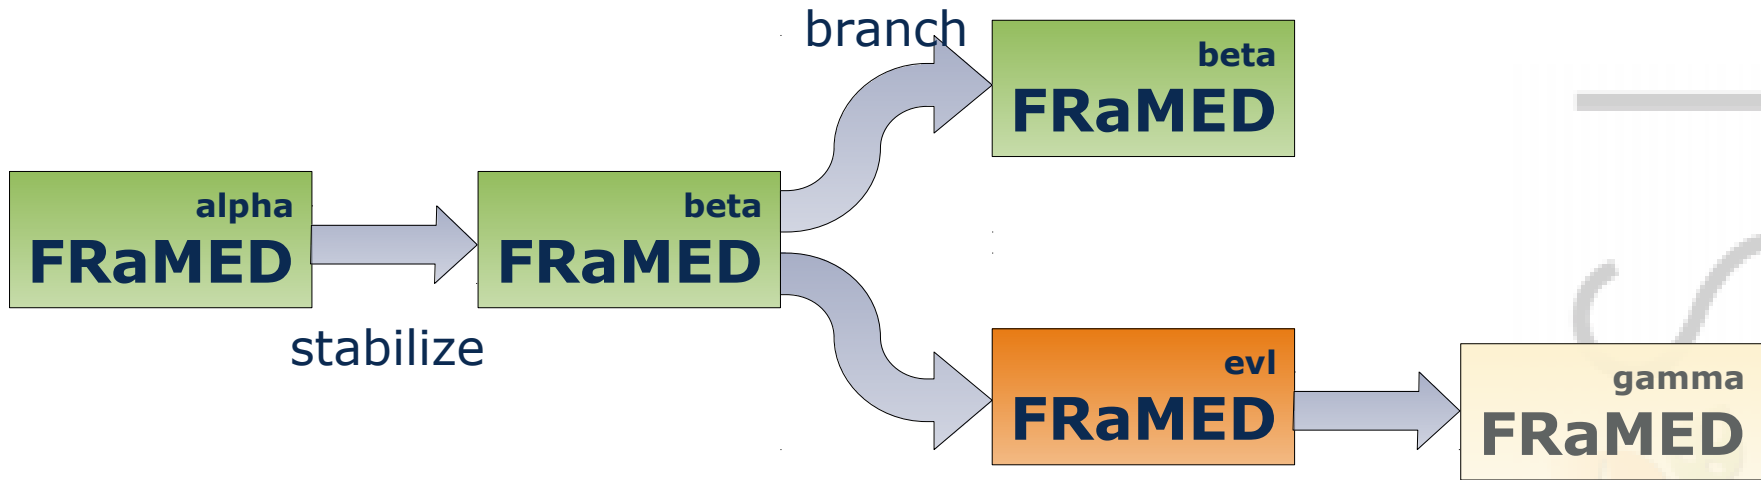 branch
beta
FRaMED
alpha
FRaMED
stabilize
beta
FRaMED
evl
FRaMED
gamma
FRaMED